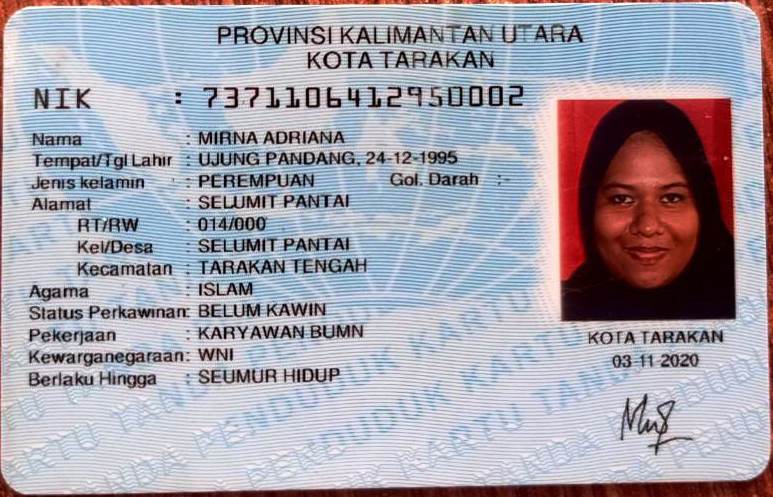 PROVINSI KALIMANTAN UTARA
KOTA TARAKAN
NIK : 7371106412950002
Nama : MIRNA ADRIANA
Tempat/Tgl Lahir : UJUNG PANDANG, 24-12-1995
Jenis kelamin : PEREMPUAN Gol. Darah :-
Alamat : SELUMIT PANTAI
RT/RW : 014/000
Kel/Desa : SELUMIT PANTAI
Kecamatan : TARAKAN TENGAH
Agama : ISLAM
Status Perkawinan: BELUM KAWIN
Pekerjaan : KARYAWAN BUMN
Kewarganegaraan: WNI
Berlaku Hingga : SEUMUR HIDUP
KOTA TARAKAN
03-11-2020
KARTU TANDA PENDUDUK KARTU TANDA PENDUDUK